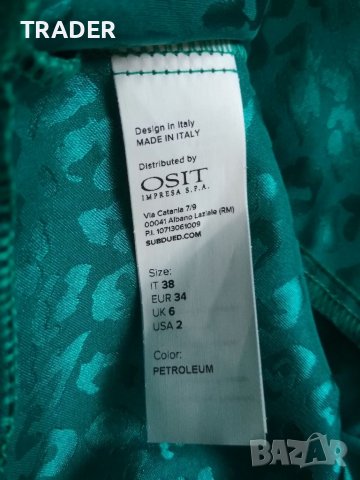 TRADER
Design in Italy
MADE IN ITALY
Distributed by
OSIT
IMPRESA S.P.A.
Via Catania 7/9
00041 Albano Laziale (RM)
P.I. 10713061009
SUBDUED.COM
Size:
IT 38
EUR 34
UK 6
USA 2
Color:
PETROLEUM
BAZAR